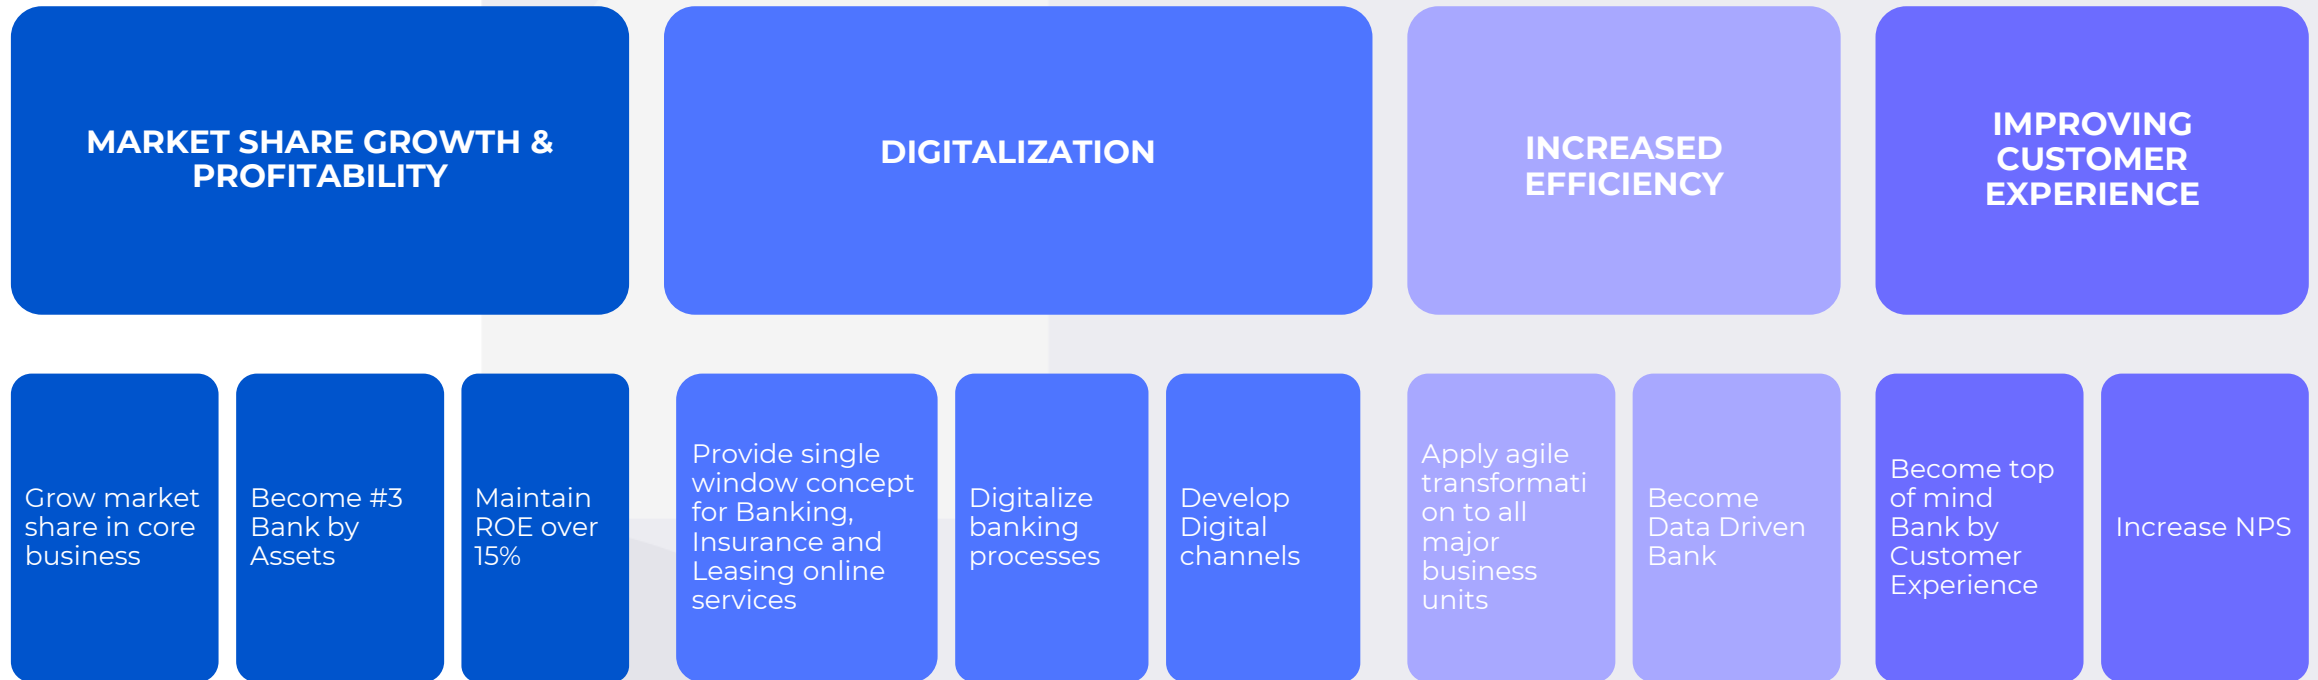 MARKET SHARE GROWTH &
PROFITABILITY
DIGITALIZATION
INCREASED
EFFICIENCY
IMPROVING
CUSTOMER
EXPERIENCE
Grow market
share in core
business
Become #3
Bank by
Assets
Maintain
ROE over
15%
Provide single
window concept
for Banking,
Insurance and
Leasing online
services
Digitalize
banking
processes
Develop
Digital
channels
Apply agile
transformati
on to all
major
business
units
Become
Data Driven
Bank
Become top
of mind
Bank by
Customer
Experience
Increase NPS